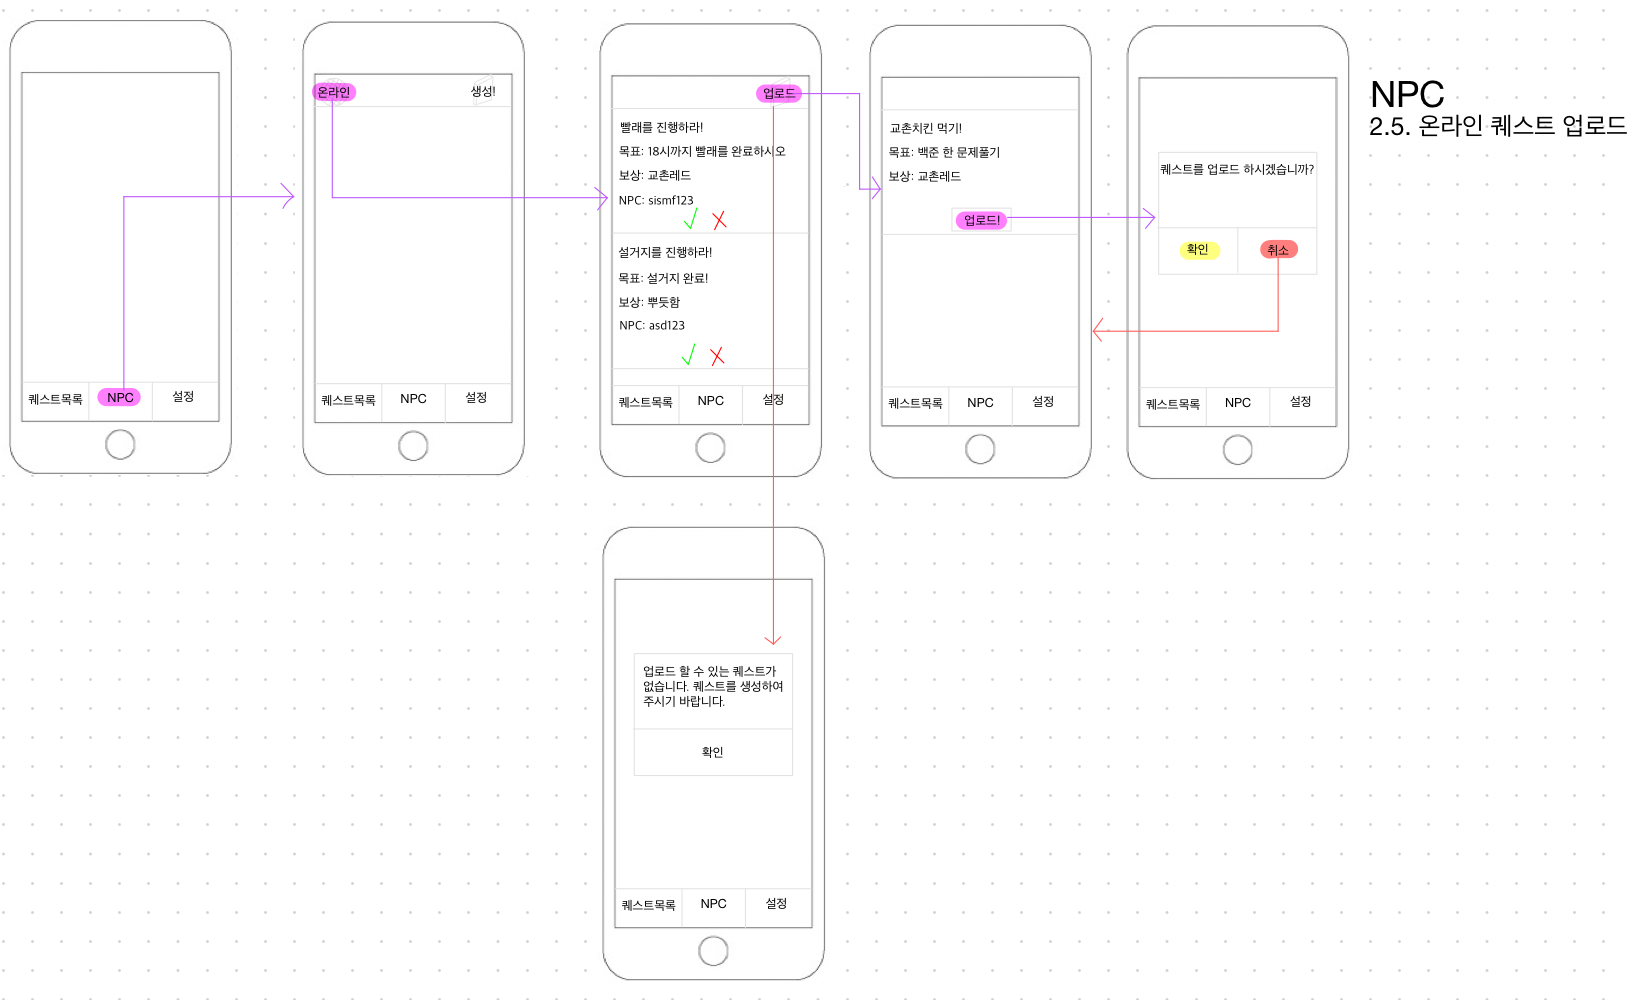 퀘스트목록
NPC
설정
온라인
생성!
퀘스트목록
NPC
설정
업로드
빨래를 진행하라!
목표: 18시까지 빨래를 완료하시오
보상: 교촌레드
NPC: sismf123
설거지를 진행하라!
목표: 설거지 완료!
보상: 뿌듯함
NPC: asd123
퀘스트목록
NPC
설정
교촌치킨 먹기!
목표: 백준 한 문제풀기
보상: 교촌레드
업로드!
퀘스트목록
NPC
설정
퀘스트를 업로드 하시겠습니까?
확인
취소
퀘스트목록
NPC
설정
NPC
2.5. 온라인 퀘스트 업로드
업로드 할 수 있는 퀘스트가
없습니다. 퀘스트를 생성하여
주시기 바랍니다.
확인
퀘스트목록
NPC
설정